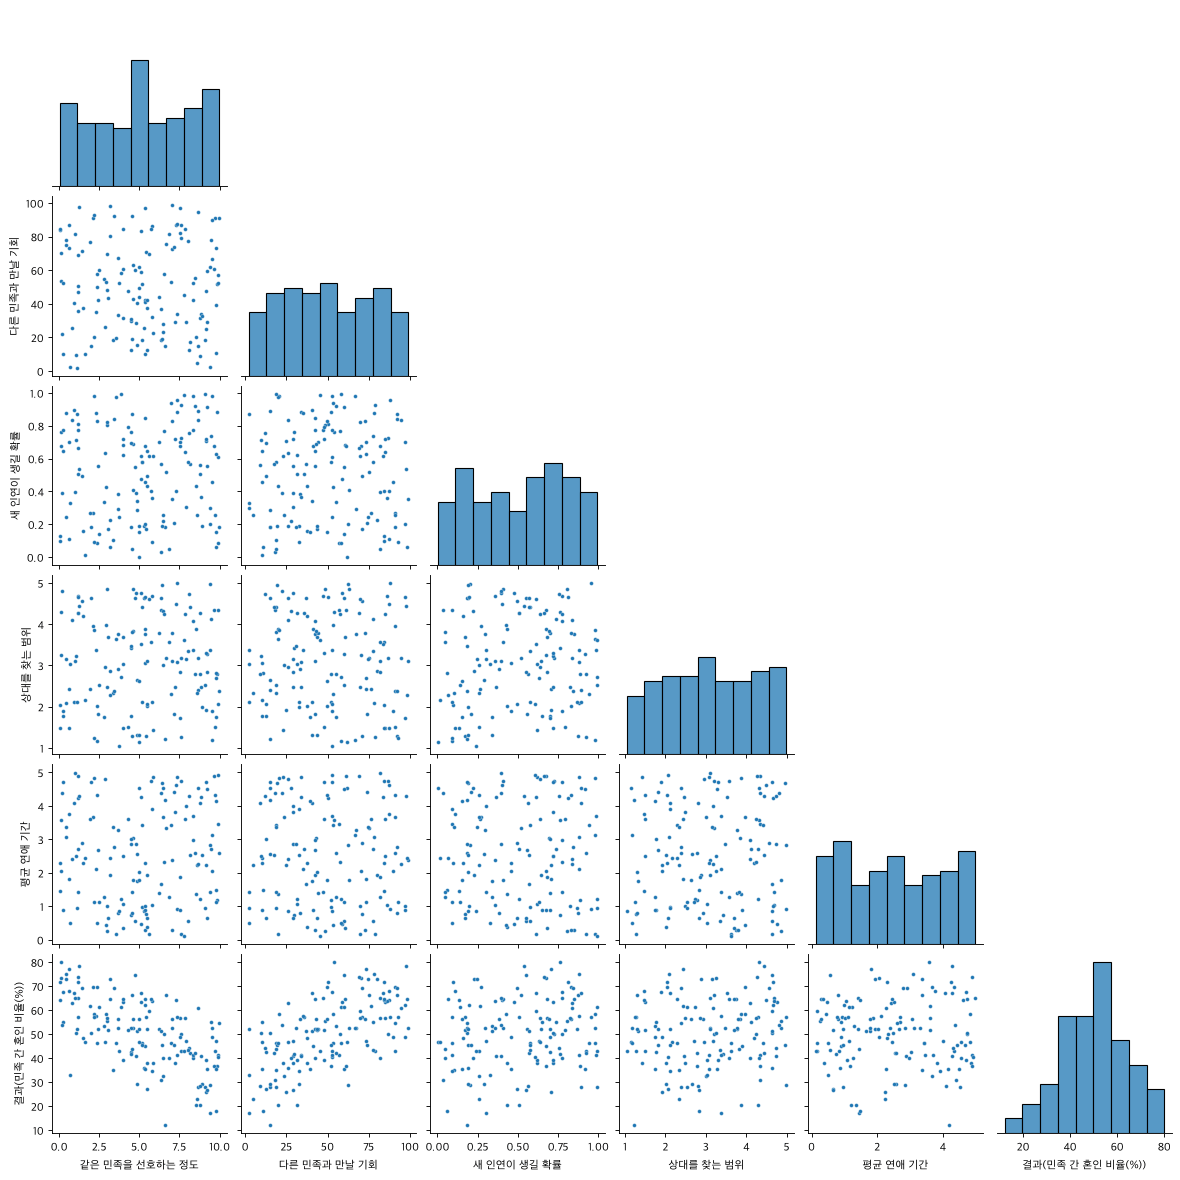 다른 민족과 만날 기회
100
80
60
40
20
0
새 인연이 생길 확률
1.0
0.8
0.6
0.4
0.2
0.0
상대를 찾는 범위
5
4
3
2
1
평균 연애 기간
5
4
3
2
1
0
결과(민족 간 혼인 비율(%))
80
70
60
50
40
30
20
10
0.0 2.5 5.0 7.5 10.0
0 25 50 75 100
0.00 0.25 0.50 0.75 1.00
1 2 3 4 5
0 2 4
20 40 60 80
같은 민족을 선호하는 정도
다른 민족과 만날 기회
새 인연이 생길 확률
상대를 찾는 범위
평균 연애 기간
결과(민족 간 혼인 비율(%))